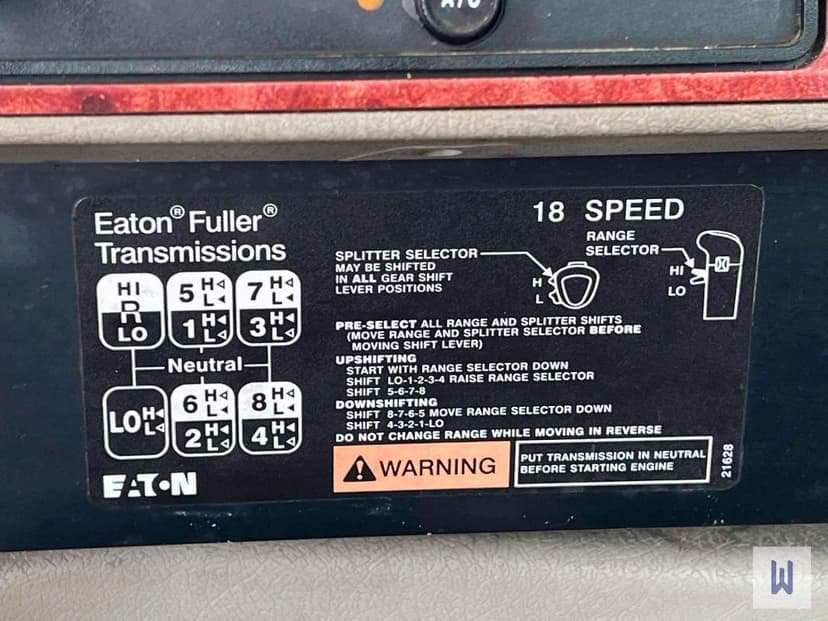 A/C
Eaton® Fuller®
Transmissions
18 SPEED
SPLITTER SELECTOR
MAY BE SHIFTED
IN ALL GEAR SHIFT
LEVER POSITIONS
H
L
RANGE
SELECTOR
HI
LO
HI
R
LO
5 H L
1 H L
7 H L
3 H L
Neutral
LO H L
6 H L
2 H L
8 H L
4 H L
PRE-SELECT ALL RANGE AND SPLITTER SHIFTS
(MOVE RANGE AND SPLITTER SELECTOR BEFORE
MOVING SHIFT LEVER)
UPSHIFTING
START WITH RANGE SELECTOR DOWN
SHIFT LO-1-2-3-4 RAISE RANGE SELECTOR
SHIFT 5-6-7-8
DOWNSHIFTING
SHIFT 8-7-6-5 MOVE RANGE SELECTOR DOWN
SHIFT 4-3-2-1-LO
DO NOT CHANGE RANGE WHILE MOVING IN REVERSE
WARNING
PUT TRANSMISSION IN NEUTRAL
BEFORE STARTING ENGINE
21628
EATON
W